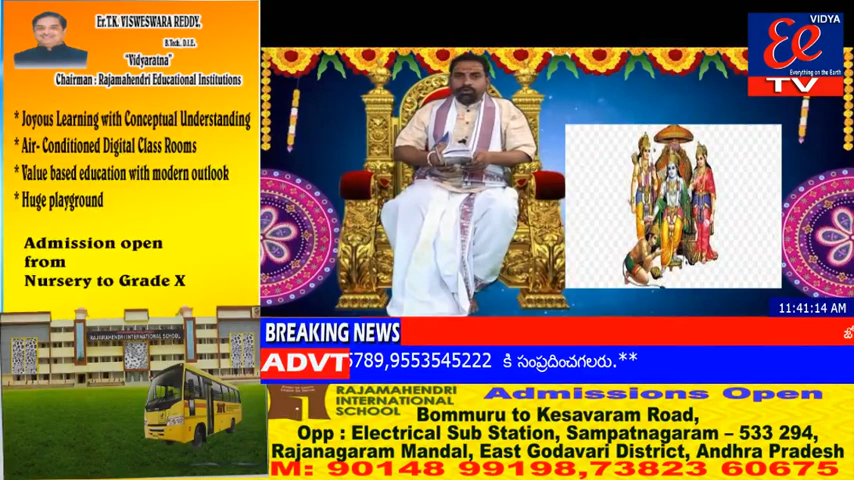 Er.T.K. VISWESWARA REDDY,
B.Tech., D.I.E.
"Vidyaratna"
Chairman : Rajamahendri Educational Institutions
* Joyous Learning with Conceptual Understanding
* Air- Conditioned Digital Class Rooms
* Value based education with modern outlook
* Huge playground
Admission open
from
Nursery to Grade X
RAJAMAHENDRI INTERNATIONAL SCHOOL
VIDYA
Ee
Everything on the Earth
TV
11:41:14 AM
BREAKING NEWS
ADVT 5789,9553545222 కి సంప్రదించగలరు.**
RAJAMAHENDRI
INTERNATIONAL
SCHOOL
Admissions Open
Bommuru to Kesavaram Road,
Opp : Electrical Sub Station, Sampatnagaram – 533 294,
Rajanagaram Mandal, East Godavari District, Andhra Pradesh
M: 90148 99198,73823 60675